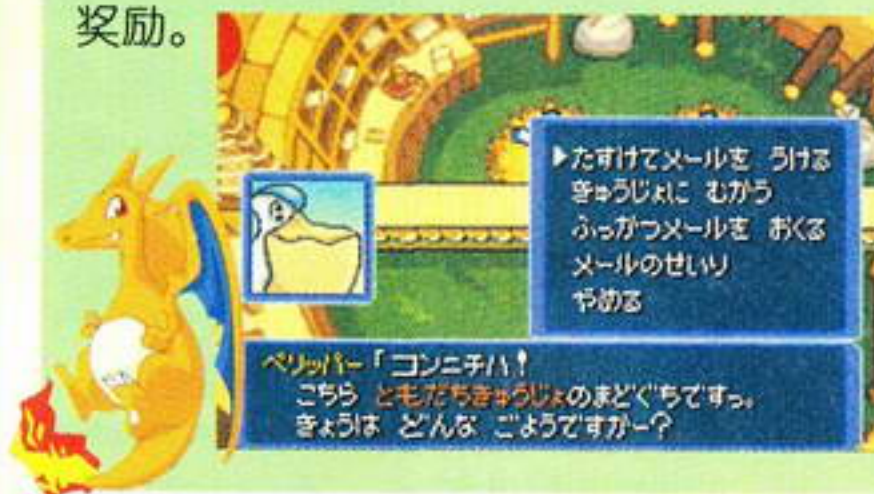 奖励。
▶たすけてメールを うける
きゅうじょに むかう
ふっかつメールを おくる
メールのせいり
やめる
ペリッパー「コンニチハ!
こちら ともだちきゅうじょのまどぐちですっ。
きょうは どんな ごようですかー?